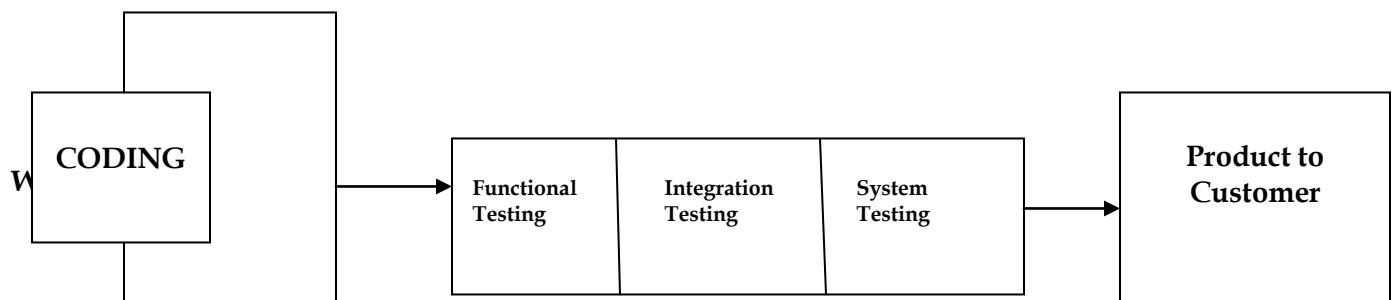 CODING
Functional
Testing
Integration
Testing
System
Testing
Product to
Customer